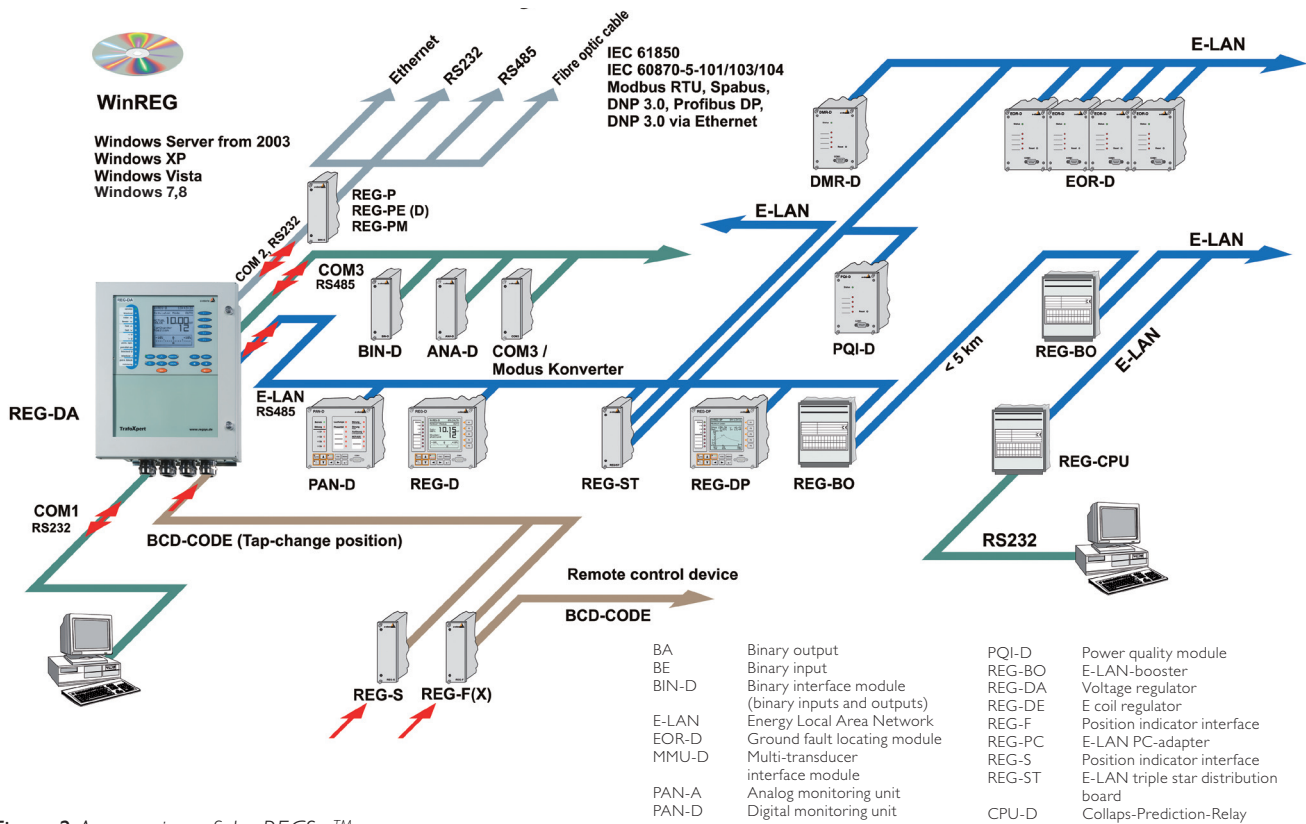 WinREG
Windows Server from 2003
Windows XP
Windows Vista
Windows 7,8
Ethernet
RS232
RS485
Fibre optic cable
IEC 61850
IEC 60870-5-101/103/104
Modbus RTU, Spabus,
DNP 3.0, Profibus DP,
DNP 3.0 via Ethernet
E-LAN
DMR-D
EOR-D
REG-P
REG-PE (D)
REG-PM
COM 2, RS232
COM3
RS485
BIN-D
ANA-D
COM3 /
Modus Konverter
E-LAN
PQI-D
E-LAN
REG-BO
< 5 km
E-LAN
REG-DA
E-LAN
RS485
PAN-D
REG-D
REG-ST
REG-DP
REG-BO
REG-CPU
RS232
COM1
RS232
BCD-CODE (Tap-change position)
Remote control device
BCD-CODE
REG-S
REG-F(X)
BA Binary output
BE Binary input
BIN-D Binary interface module
(binary inputs and outputs)
E-LAN Energy Local Area Network
EOR-D Ground fault locating module
MMU-D Multi-transducer
interface module
PAN-A Analog monitoring unit
PAN-D Digital monitoring unit
PQI-D Power quality module
REG-BO E-LAN-booster
REG-DA Voltage regulator
REG-DE E coil regulator
REG-F Position indicator interface
REG-PC E-LAN PC-adapter
REG-S Position indicator interface
REG-ST E-LAN triple star distribution
board
CPU-D Collaps-Prediction-Relay